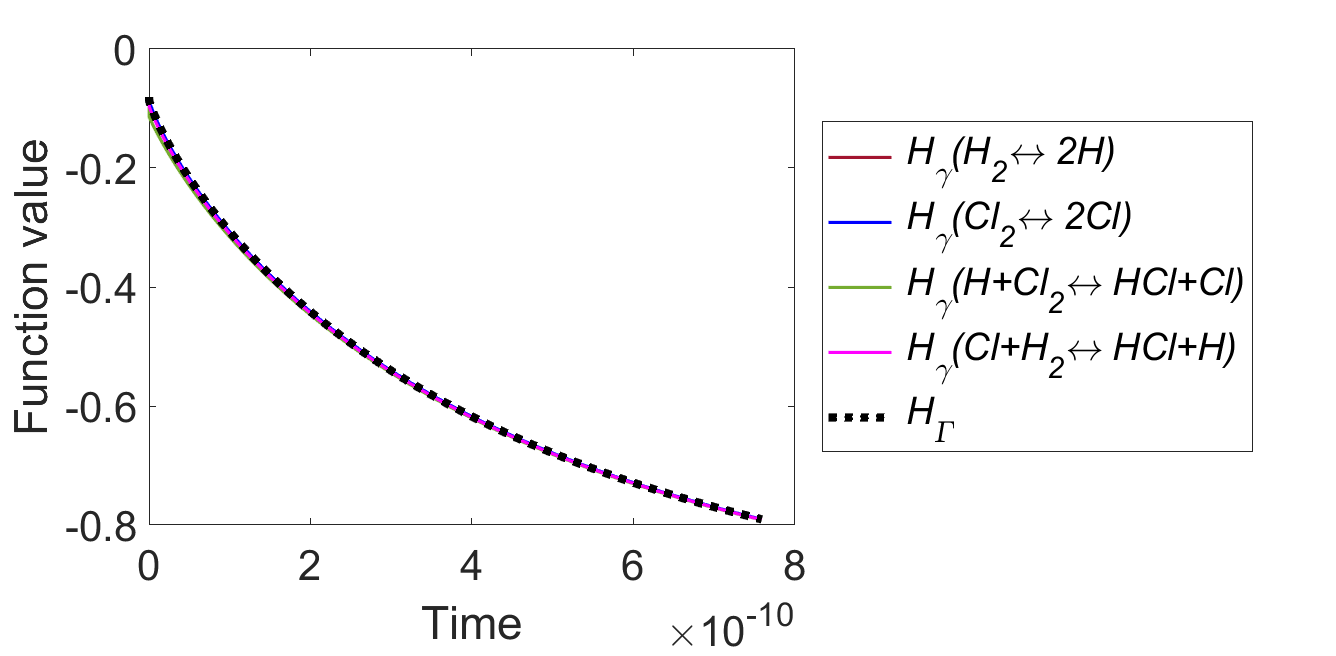 0
-0.2
-0.4
-0.6
-0.8
Function value
0 2 4 6 8
×10⁻¹⁰
Time
H_γ(H₂↔ 2H)
H_γ(Cl₂↔ 2Cl)
H_γ(H+Cl₂↔ HCl+Cl)
H_γ(Cl+H₂↔ HCl+H)
H_Γ